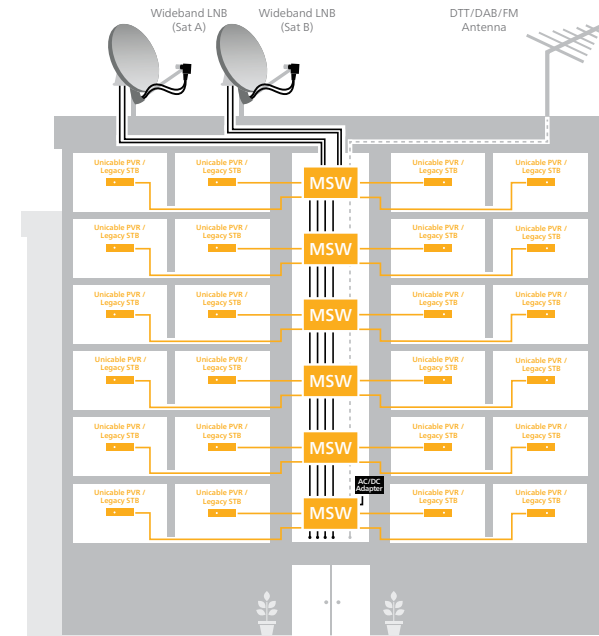 Wideband LNB
(Sat A)
Wideband LNB
(Sat B)
DTT/DAB/FM
Antenna
Unicable PVR /
Legacy STB
Unicable PVR /
Legacy STB
MSW
Unicable PVR /
Legacy STB
Unicable PVR /
Legacy STB
Unicable PVR /
Legacy STB
Unicable PVR /
Legacy STB
MSW
Unicable PVR /
Legacy STB
Unicable PVR /
Legacy STB
Unicable PVR /
Legacy STB
Unicable PVR /
Legacy STB
MSW
Unicable PVR /
Legacy STB
Unicable PVR /
Legacy STB
Unicable PVR /
Legacy STB
Unicable PVR /
Legacy STB
MSW
Unicable PVR /
Legacy STB
Unicable PVR /
Legacy STB
Unicable PVR /
Legacy STB
Unicable PVR /
Legacy STB
MSW
Unicable PVR /
Legacy STB
Unicable PVR /
Legacy STB
AC/DC
Adapter
Unicable PVR /
Legacy STB
Unicable PVR /
Legacy STB
MSW
Unicable PVR /
Legacy STB
Unicable PVR /
Legacy STB